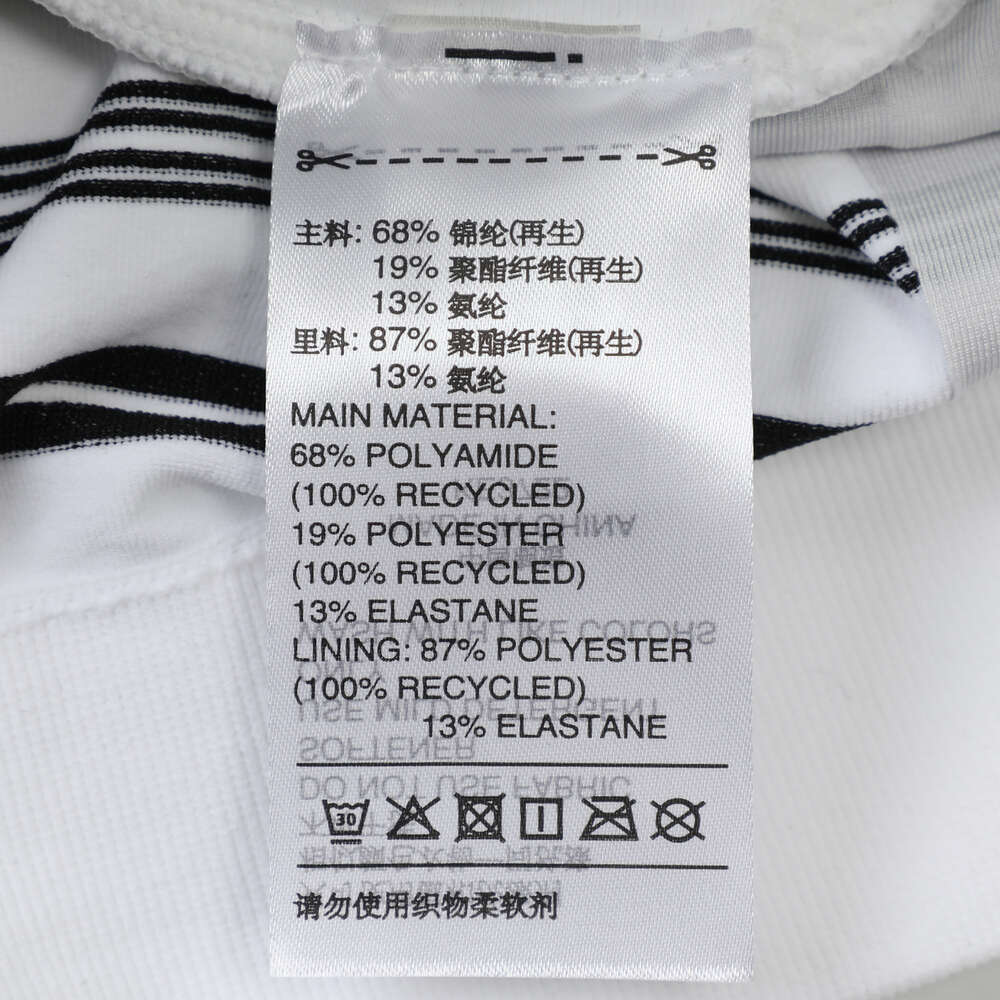 主料: 68% 锦纶(再生)
19% 聚酯纤维(再生)
13% 氨纶
里料: 87% 聚酯纤维(再生)
13% 氨纶
MAIN MATERIAL:
68% POLYAMIDE
(100% RECYCLED)
19% POLYESTER
(100% RECYCLED)
13% ELASTANE
LINING: 87% POLYESTER
(100% RECYCLED)
13% ELASTANE
30
请勿使用织物柔软剂